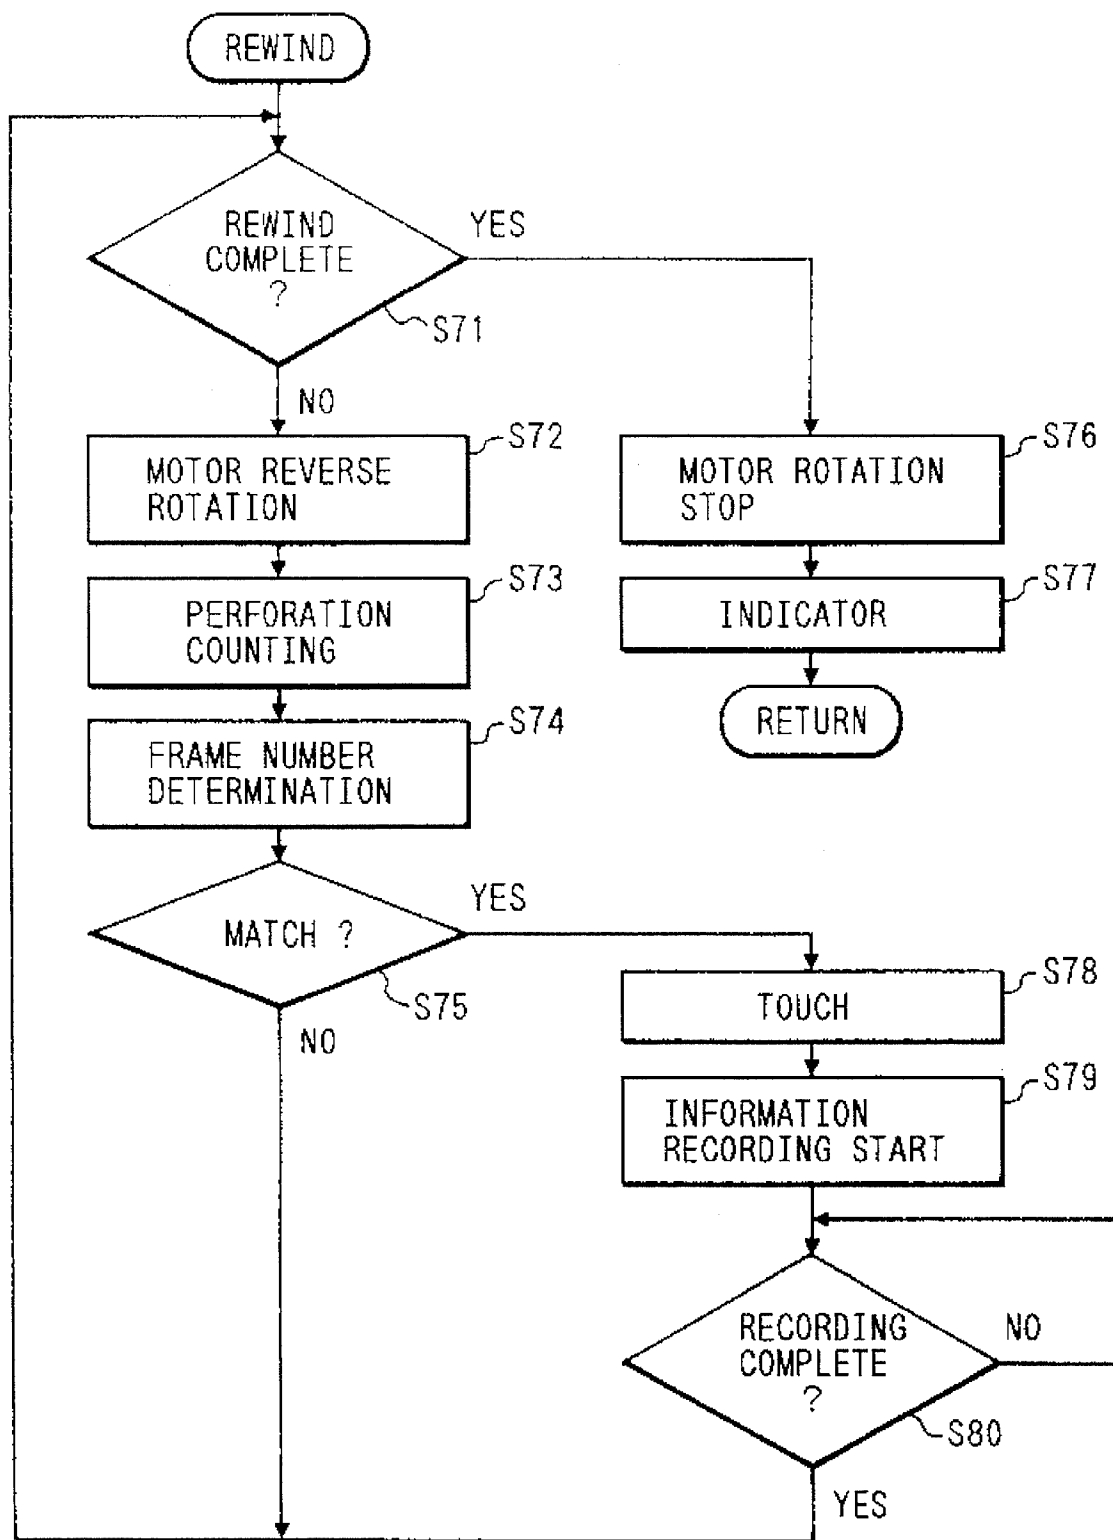 REWIND
REWIND
COMPLETE
?
YES
S71
NO
S72
MOTOR REVERSE
ROTATION
S73
PERFORATION
COUNTING
S74
FRAME NUMBER
DETERMINATION
MATCH ?
YES
S75
NO
S76
MOTOR ROTATION
STOP
S77
INDICATOR
RETURN
S78
TOUCH
S79
INFORMATION
RECORDING START
RECORDING
COMPLETE
?
NO
S80
YES